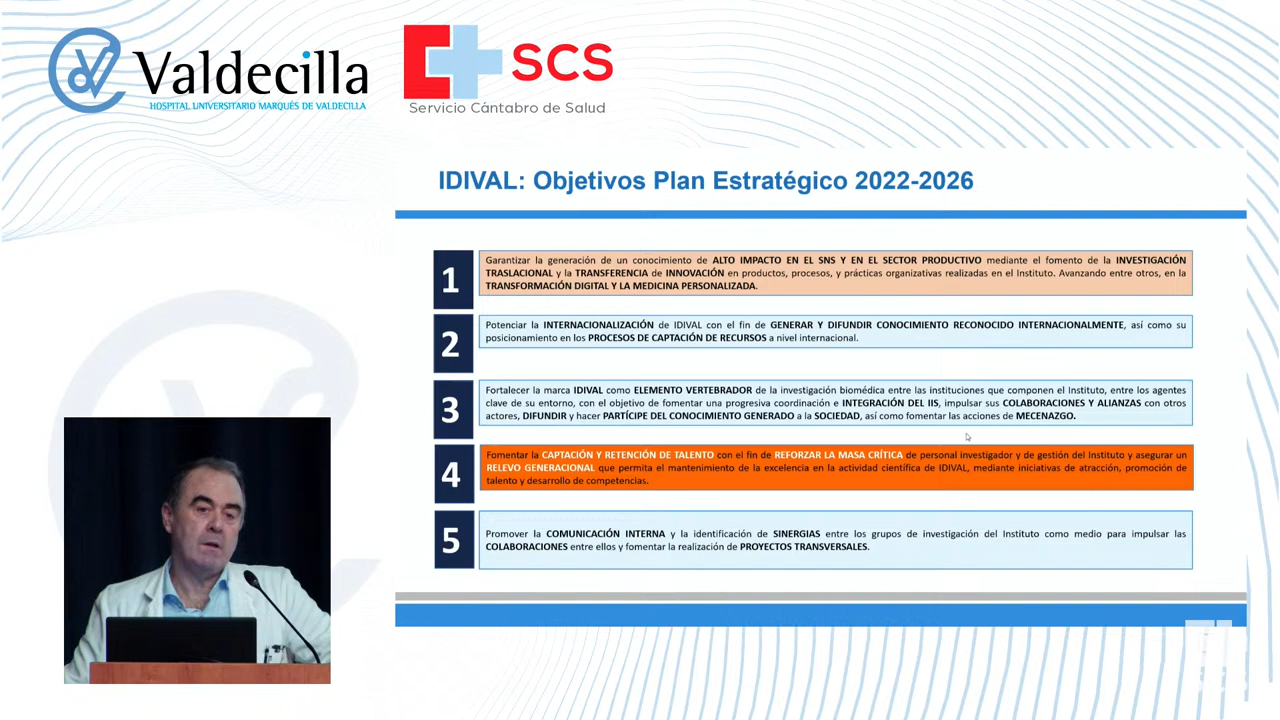 Valdecilla
HOSPITAL UNIVERSITARIO MARQUÉS DE VALDECILLA
SCS
Servicio Cántabro de Salud
IDIVAL: Objetivos Plan Estratégico 2022-2026
1
Garantizar la generación de un conocimiento de ALTO IMPACTO EN EL SNS Y EN EL SECTOR PRODUCTIVO mediante el fomento de la INVESTIGACIÓN
TRASLACIONAL y la TRANSFERENCIA de INNOVACIÓN en productos, procesos, y prácticas organizativas realizadas en el Instituto. Avanzando entre otros, en la
TRANSFORMACIÓN DIGITAL Y LA MEDICINA PERSONALIZADA.
2
Potenciar la INTERNACIONALIZACIÓN de IDIVAL con el fin de GENERAR Y DIFUNDIR CONOCIMIENTO RECONOCIDO INTERNACIONALMENTE, así como su
posicionamiento en los PROCESOS DE CAPTACIÓN DE RECURSOS a nivel internacional.
3
Fortalecer la marca IDIVAL como ELEMENTO VERTEBRADOR de la investigación biomédica entre las instituciones que componen el Instituto, entre los agentes
clave de su entorno, con el objetivo de fomentar una progresiva coordinación e INTEGRACIÓN DEL IIS, impulsar sus COLABORACIONES Y ALIANZAS con otros
actores, DIFUNDIR y hacer PARTÍCIPE DEL CONOCIMIENTO GENERADO a la SOCIEDAD, así como fomentar las acciones de MECENAZGO.
4
Fomentar la CAPTACIÓN Y RETENCIÓN DE TALENTO con el fin de REFORZAR LA MASA CRÍTICA de personal investigador y de gestión del Instituto y asegurar un
RELEVO GENERACIONAL que permita el mantenimiento de la excelencia en la actividad científica de IDIVAL, mediante iniciativas de atracción, promoción de
talento y desarrollo de competencias.
5
Promover la COMUNICACIÓN INTERNA y la identificación de SINERGIAS entre los grupos de investigación del Instituto como medio para impulsar las
COLABORACIONES entre ellos y fomentar la realización de PROYECTOS TRANSVERSALES.